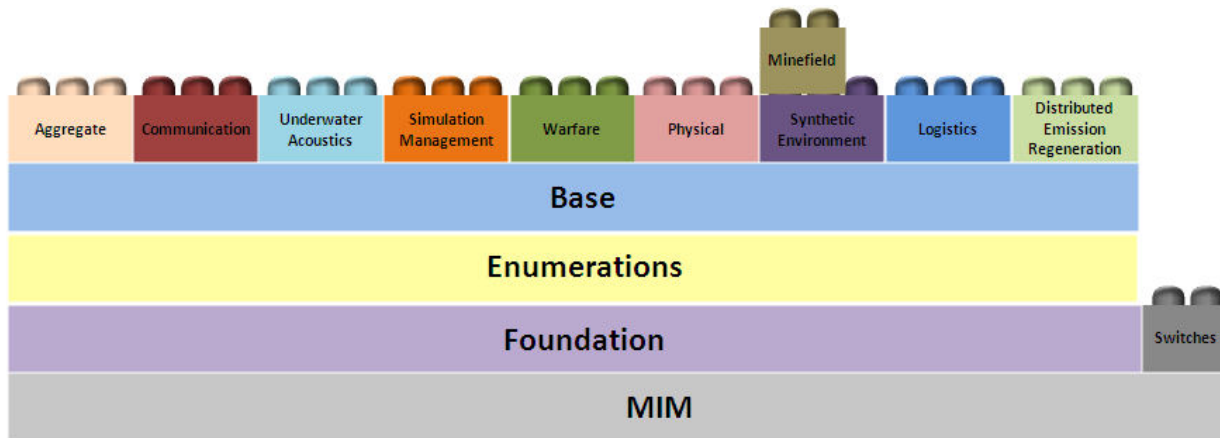 Minefield
Aggregate
Communication
Underwater
Acoustics
Simulation
Management
Warfare
Physical
Synthetic
Environment
Logistics
Distributed
Emission
Regeneration
Base
Enumerations
Foundation
Switches
MIM